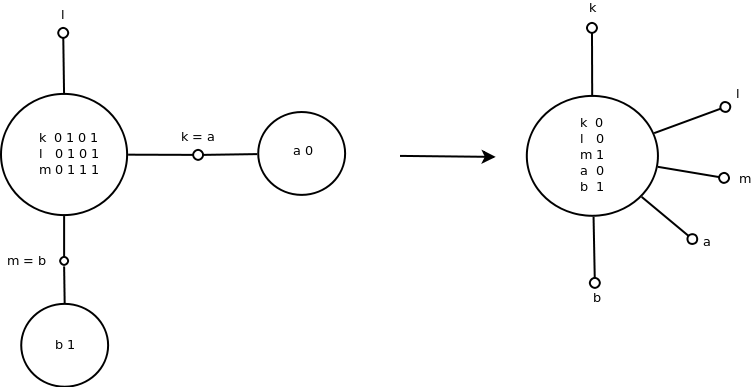 l
k 0 1 0 1
l 0 1 0 1
m 0 1 1 1
k = a
a 0
m = b
b 1
k
k 0
l 0
m 1
a 0
b 1
l
m
a
b